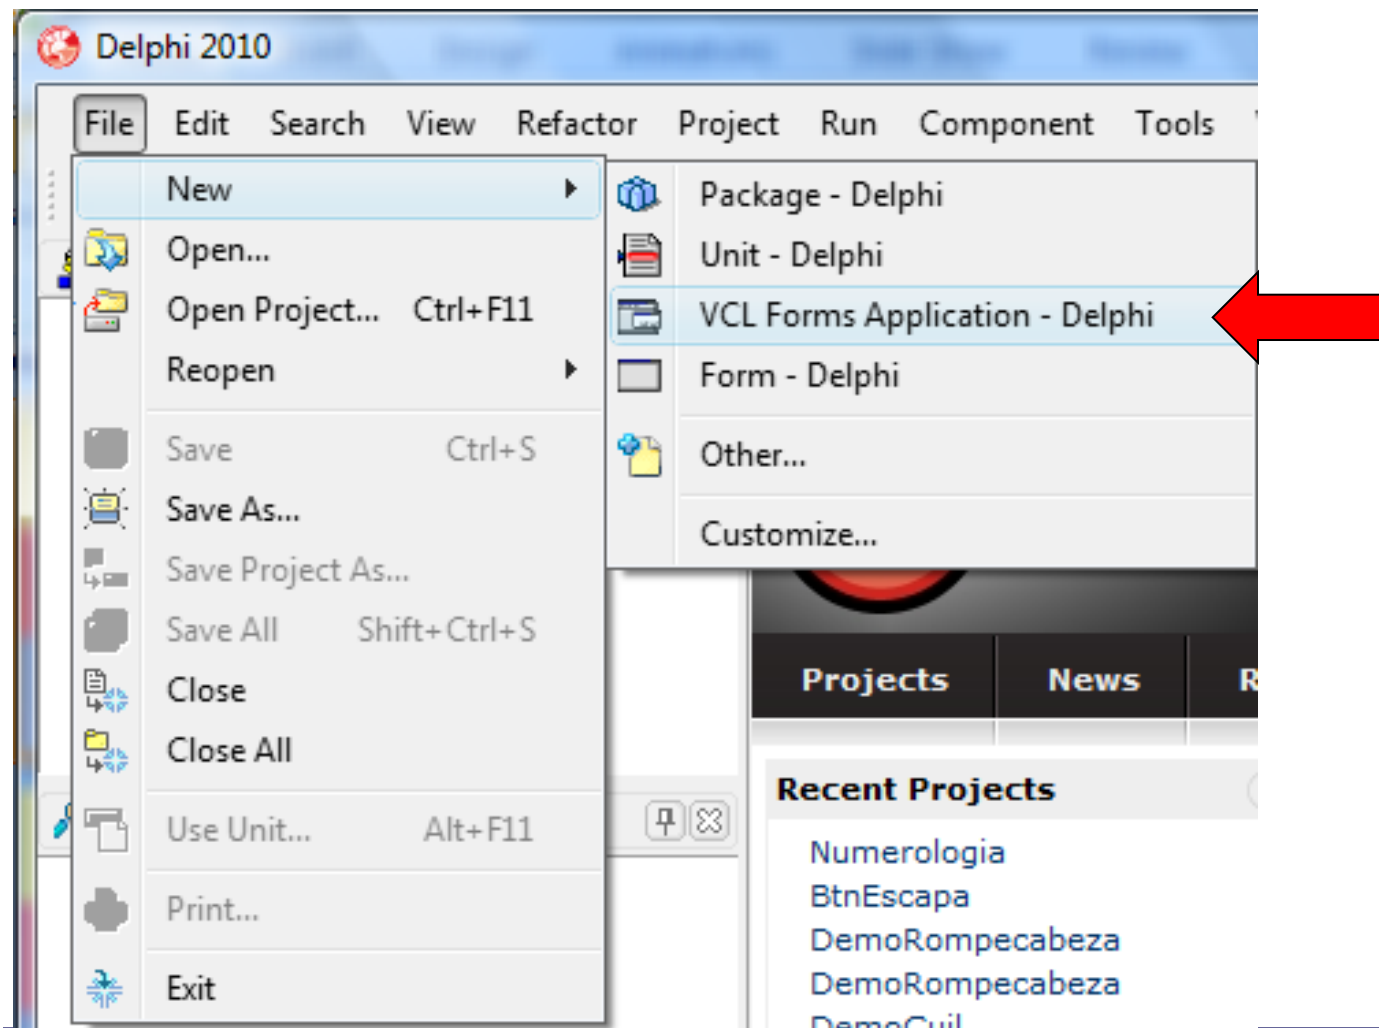 Delphi 2010
File Edit Search View Refactor Project Run Component Tools
New
Open...
Open Project... Ctrl+F11
Reopen
Save Ctrl+S
Save As...
Save Project As...
Save All Shift+Ctrl+S
Close
Close All
Use Unit... Alt+F11
Print...
Exit
Package - Delphi
Unit - Delphi
VCL Forms Application - Delphi
Form - Delphi
Other...
Customize...
Projects News R
Recent Projects
Numerologia
BtnEscapa
DemoRompecabeza
DemoRompecabeza
DemoCuil